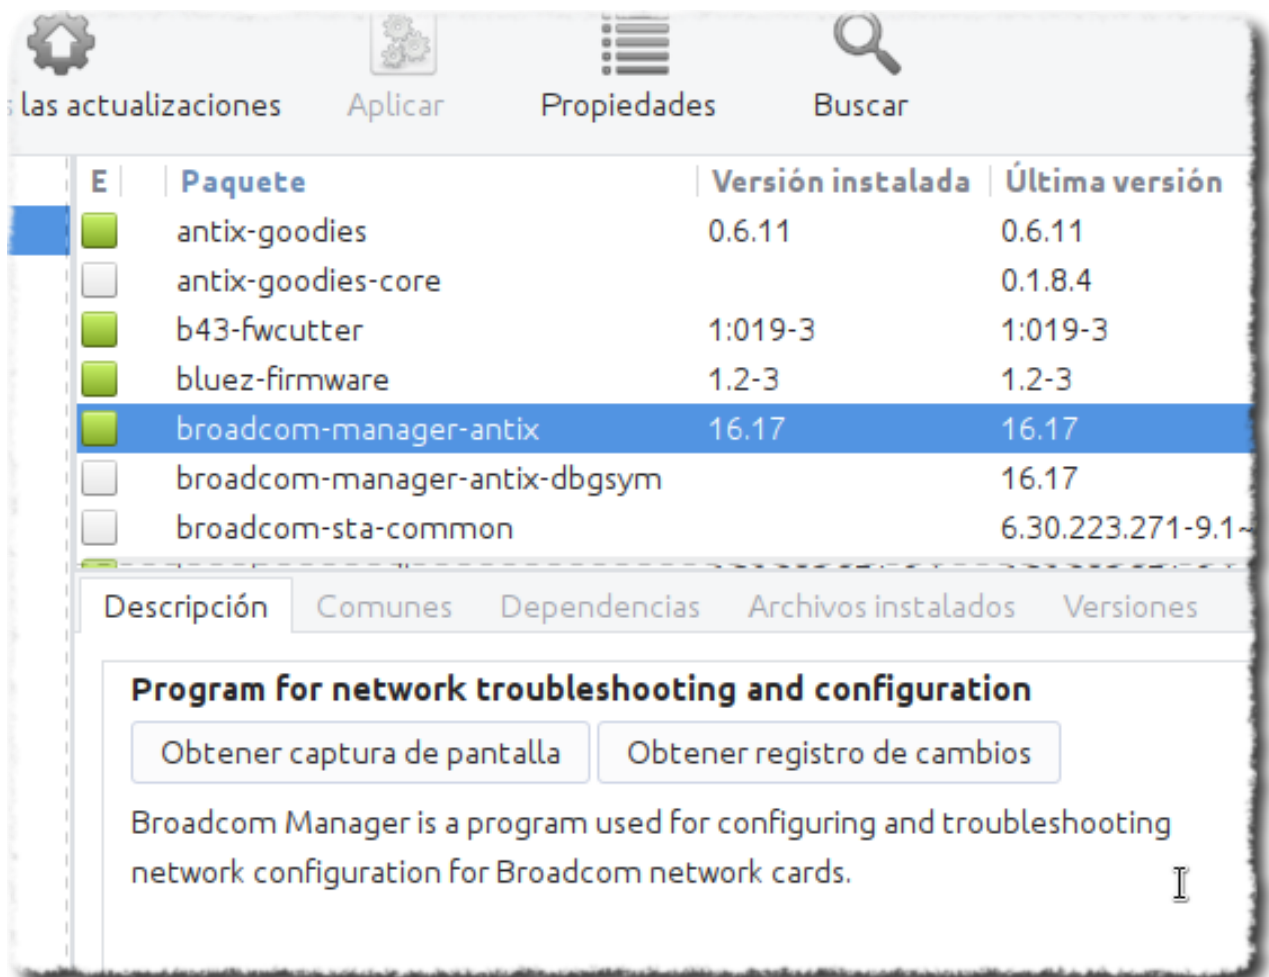 las actualizaciones Aplicar Propiedades Buscar
E Paquete Versión instalada Última versión
antix-goodies 0.6.11 0.6.11
antix-goodies-core 0.1.8.4
b43-fwcutter 1:019-3 1:019-3
bluez-firmware 1.2-3 1.2-3
broadcom-manager-antix 16.17 16.17
broadcom-manager-antix-dbgsym 16.17
broadcom-sta-common 6.30.223.271-9.1~
Descripción Comunes Dependencias Archivos instalados Versiones
Program for network troubleshooting and configuration
Obtener captura de pantalla Obtener registro de cambios
Broadcom Manager is a program used for configuring and troubleshooting
network configuration for Broadcom network cards.